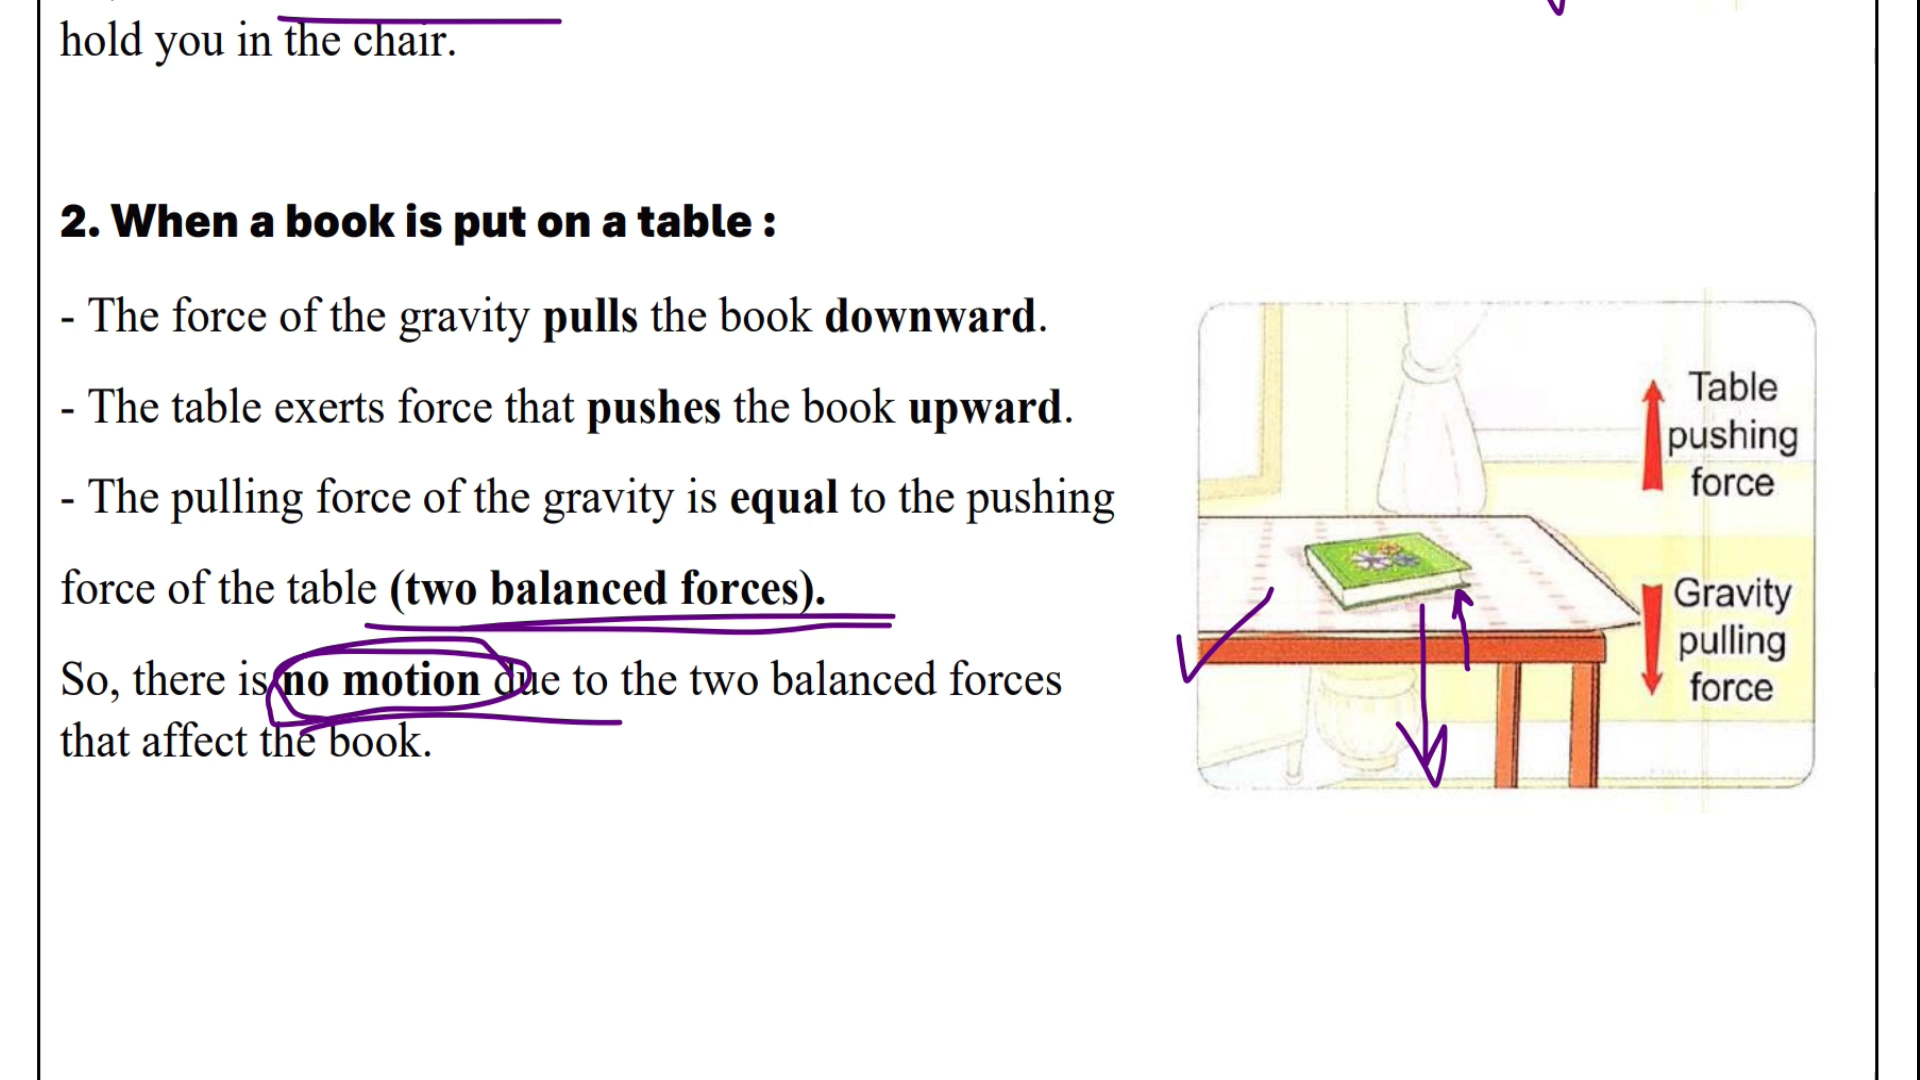 hold you in the chair.
2. When a book is put on a table :
- The force of the gravity pulls the book downward.
- The table exerts force that pushes the book upward.
- The pulling force of the gravity is equal to the pushing
force of the table (two balanced forces).
So, there is no motion due to the two balanced forces
that affect the book.
Table
pushing
force
Gravity
pulling
force